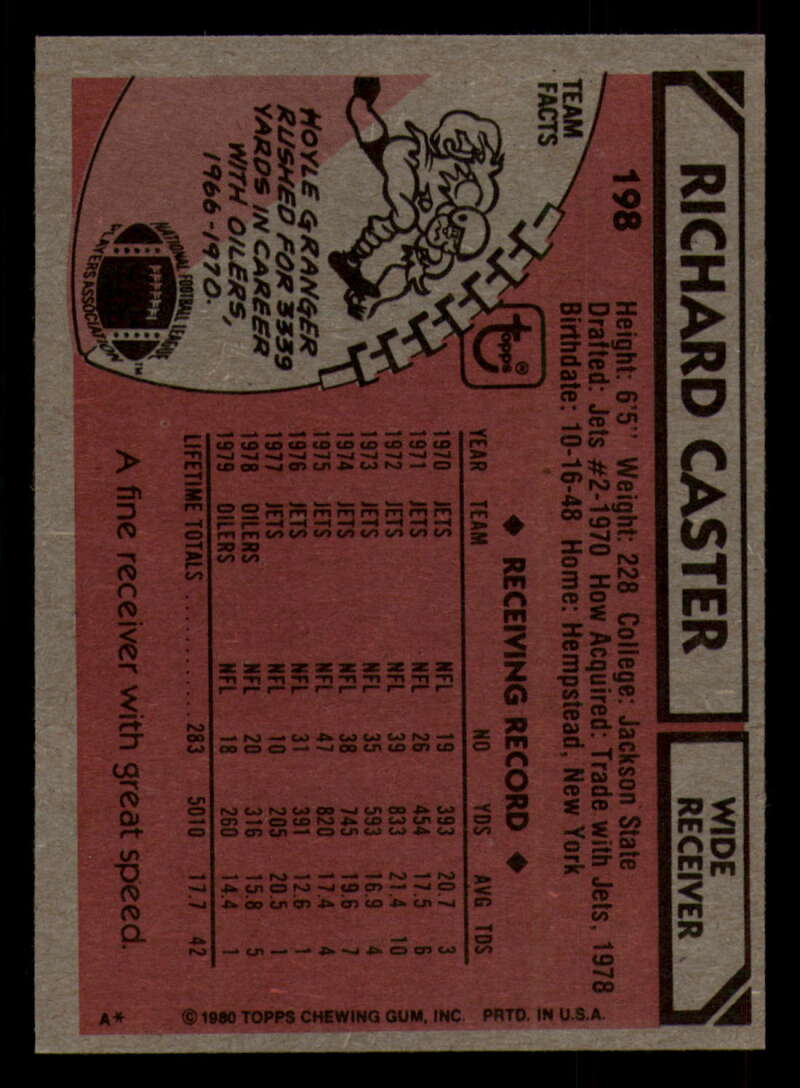 RICHARD CASTER
WIDE
RECEIVER
198
Height: 6'5" Weight: 228 College: Jackson State
Drafted: Jets #2-1970 How Acquired: Trade with Jets, 1978
Birthdate: 10-16-48 Home: Hempstead, New York
TEAM
FACTS
HOYLE GRANGER
RUSHED FOR 3339
YARDS IN CAREER
WITH OILERS,
1966-1970.
topps®
NATIONAL FOOTBALL LEAGUE
PLAYERS ASSOCIATION™
◆ RECEIVING RECORD ◆
YEAR TEAM NO YDS AVG TDS
1970 JETS NFL 19 393 20.7 3
1971 JETS NFL 26 454 17.5 6
1972 JETS NFL 39 833 21.4 10
1973 JETS NFL 35 593 16.9 4
1974 JETS NFL 38 745 19.6 7
1975 JETS NFL 47 820 17.4 4
1976 JETS NFL 31 391 12.6 1
1977 JETS NFL 10 205 20.5 1
1978 OILERS NFL 20 316 15.8 5
1979 OILERS NFL 18 260 14.4 1
LIFETIME TOTALS .......... 283 5010 17.7 42
A fine receiver with great speed.
A* © 1980 TOPPS CHEWING GUM, INC. PRTD. IN U.S.A.